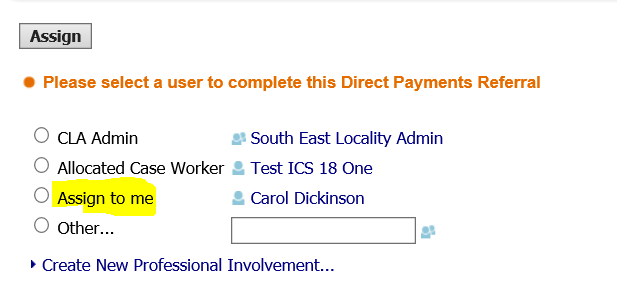 Assign
Please select a user to complete this Direct Payments Referral
CLA Admin South East Locality Admin
Allocated Case Worker Test ICS 18 One
Assign to me Carol Dickinson
Other...
Create New Professional Involvement...